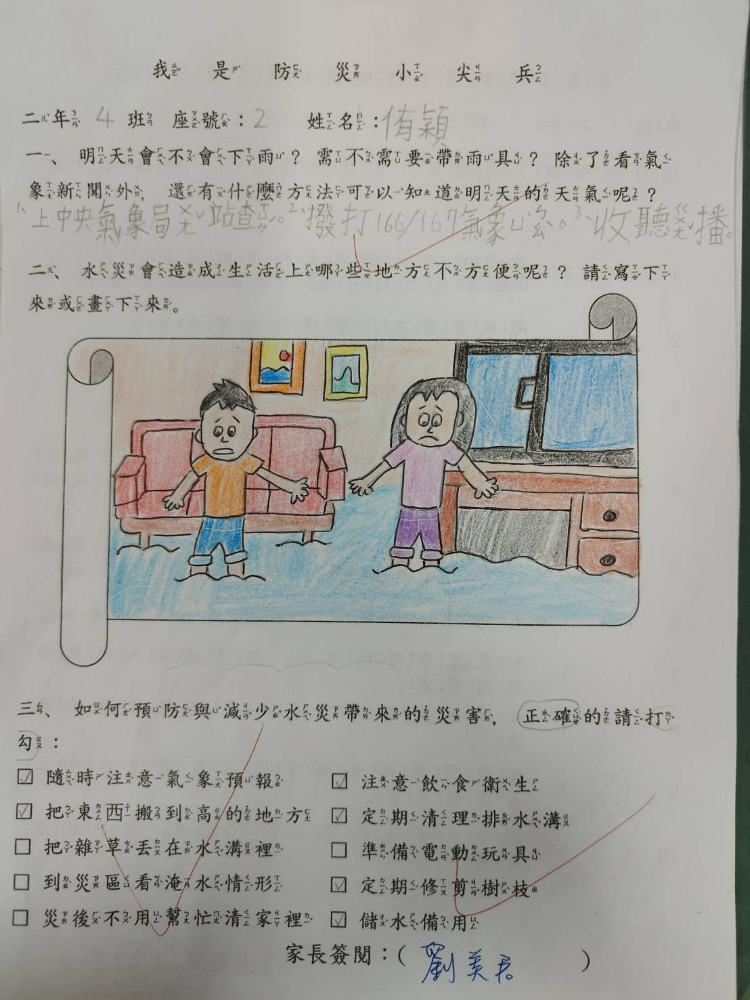 我是防災小尖兵
二年4班 座號：2 姓名：侑穎
一、明天會不會下雨？需不需要帶雨具？除了看氣
象新聞外，還有什麼方法可以知道明天的天氣呢？
1、上中央氣象局ㄨㄤˇ站查ㄒㄩㄣˊ。2、撥打166/167氣象ㄩˇㄠ。3、收聽ㄍㄨㄤˇ播。
二、水災會造成生活上哪些地方不方便呢？請寫下
來或畫下來。
三、如何預防與減少水災帶來的災害，正確的請打
勾：
☑隨時注意氣象預報 ☑注意飲食衛生
☑把東西搬到高的地方 ☑定期清理排水溝
□把雜草丟在水溝裡 □準備電動玩具
□到災區看淹水情形 ☑定期修剪樹枝
□災後不用幫忙清家裡 ☑儲水備用
家長簽閱：(劉美君)